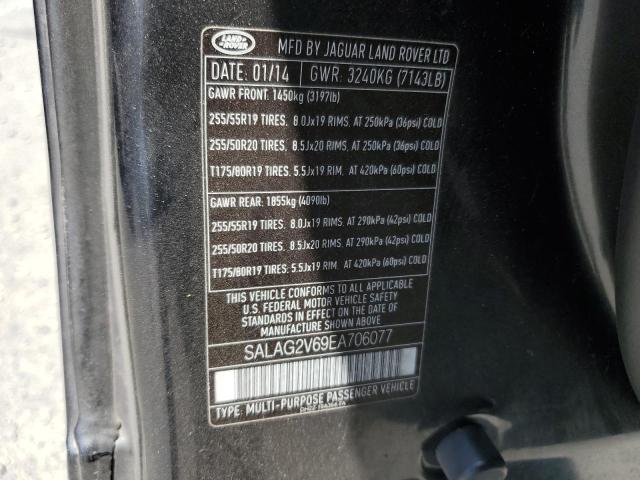 LAND ROVER
MFD BY JAGUAR LAND ROVER LTD
DATE: 01/14 GWR: 3240KG (7143LB)
GAWR FRONT: 1450kg (3197lb)
255/55R19 TIRES, 8.0Jx19 RIMS, AT 250kPa (36psi) COLD
255/50R20 TIRES, 8.5Jx20 RIMS, AT 250kPa (36psi) COLD
T175/80R19 TIRES: 5.5Jx19 RIM, AT 420kPa (60psi) COLD
GAWR REAR: 1855kg (4090lb)
255/55R19 TIRES, 8.0Jx19 RIMS, AT 290kPa (42psi) COLD
255/50R20 TIRES, 8.5Jx20 RIMS, AT 290kPa (42psi) COLD
T175/80R19 TIRES: 5.5Jx19 RIM, AT 420kPa (60psi) COLD
THIS VEHICLE CONFORMS TO ALL APPLICABLE
U.S. FEDERAL MOTOR VEHICLE SAFETY
STANDARDS IN EFFECT ON THE DATE OF
MANUFACTURE SHOWN ABOVE.
SALAG2V69EA706077
TYPE: MULTI-PURPOSE PASSENGER VEHICLE